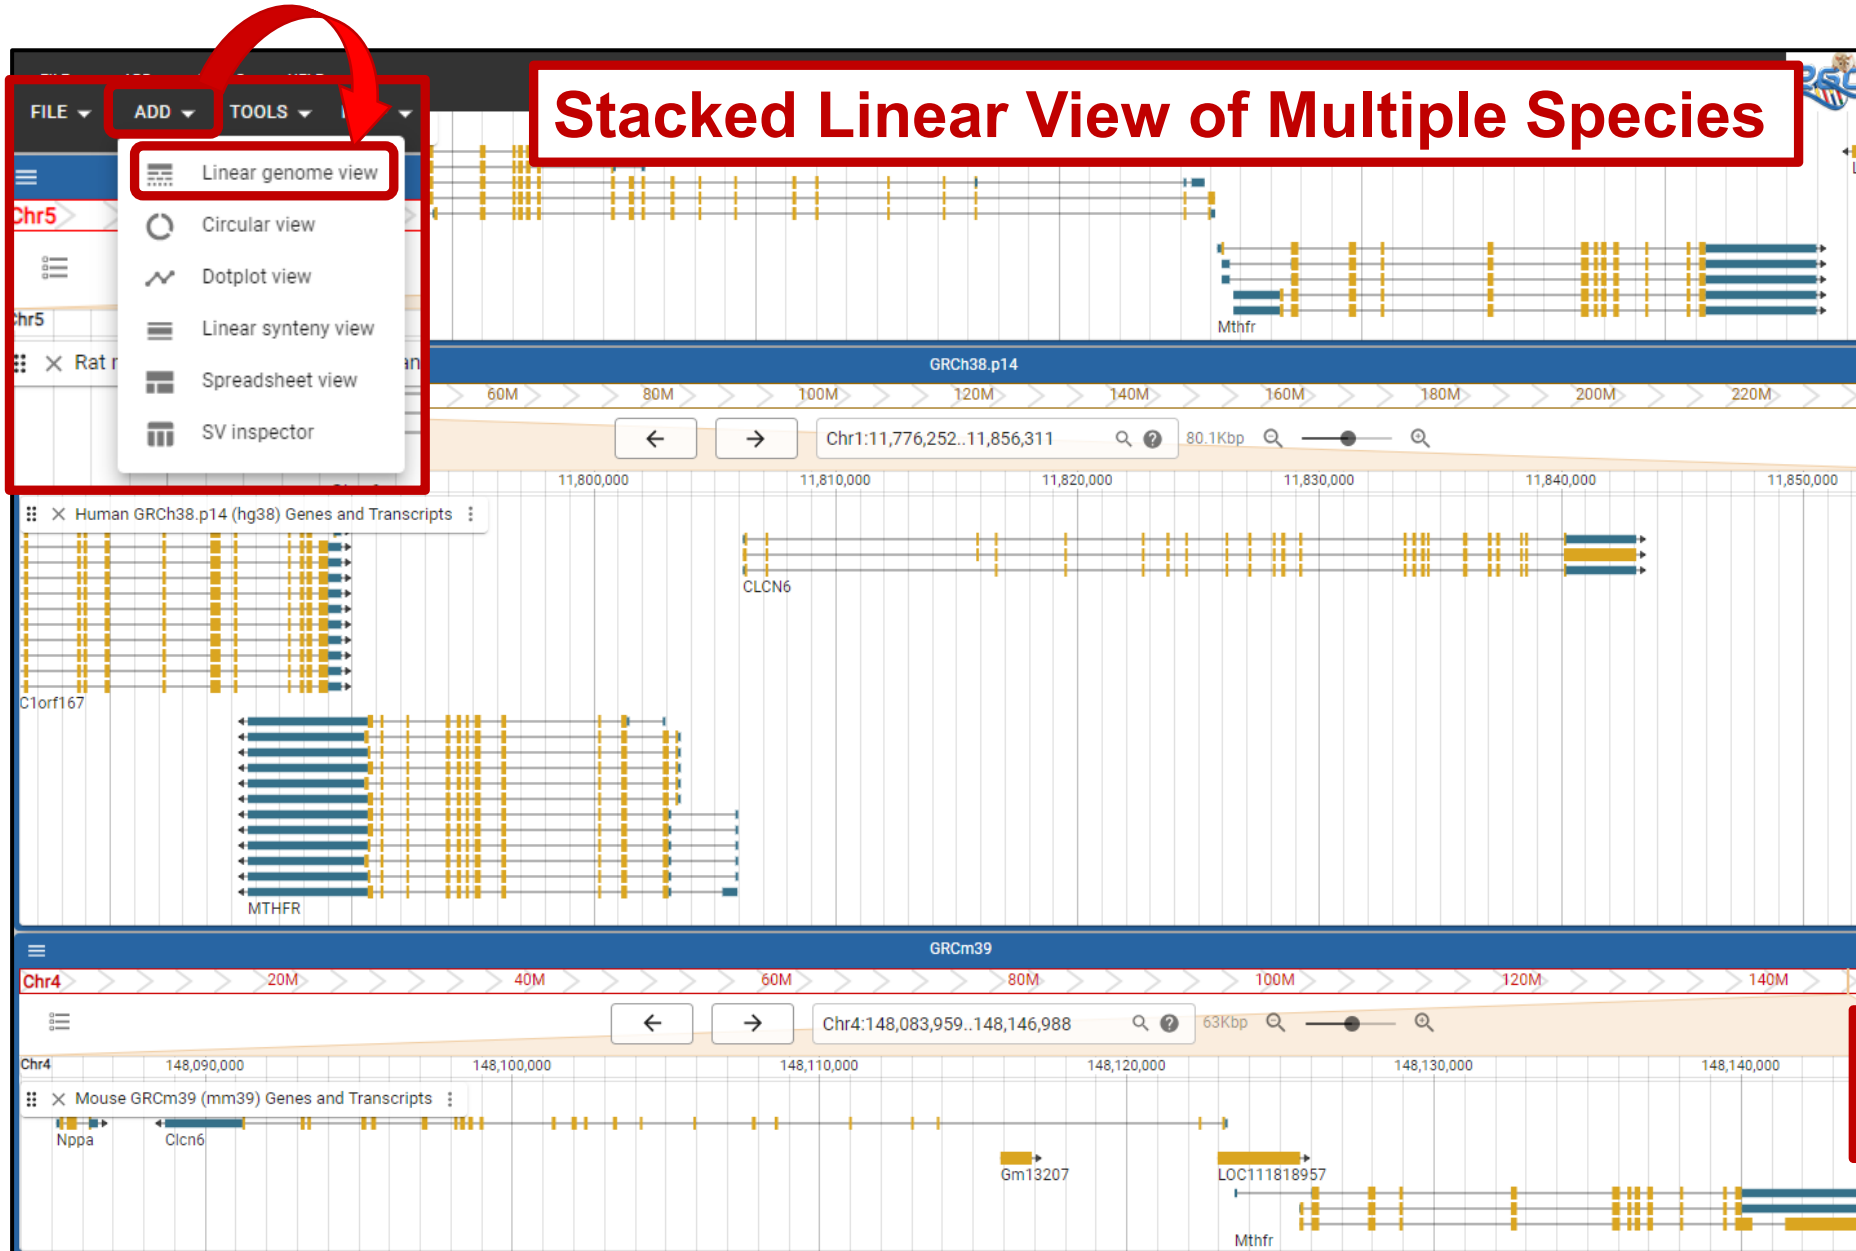 Stacked Linear View of Multiple Species
FILE ADD TOOLS
Linear genome view
Circular view
Dotplot view
Linear synteny view
Spreadsheet view
SV inspector
Chr5
Rat
Mthfr
GRCh38.p14
60M 80M 100M 120M 140M 160M 180M 200M 220M
Chr1:11,776,252..11,856,311 80.1Kbp
11,800,000 11,810,000 11,820,000 11,830,000 11,840,000 11,850,000
Human GRCh38.p14 (hg38) Genes and Transcripts
CLCN6
C1orf167
MTHFR
GRCm39
Chr4 20M 40M 60M 80M 100M 120M 140M
Chr4:148,083,959..148,146,988 63Kbp
Chr4 148,090,000 148,100,000 148,110,000 148,120,000 148,130,000 148,140,000
Mouse GRCm39 (mm39) Genes and Transcripts
Nppa Clcn6
Gm13207 LOC111818957
Mthfr